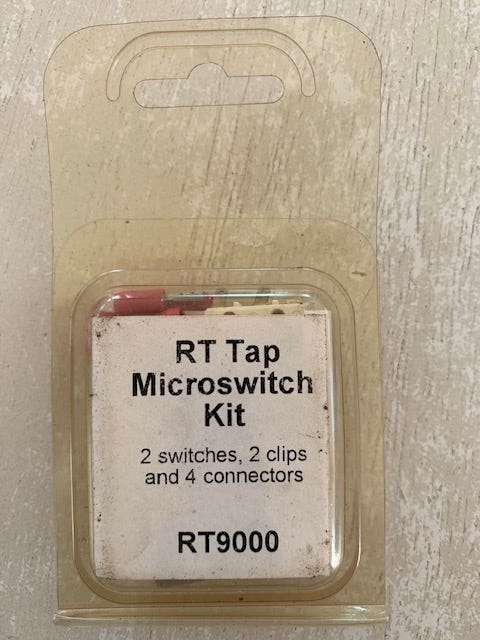 RT Tap
Microswitch
Kit
2 switches, 2 clips
and 4 connectors
RT9000